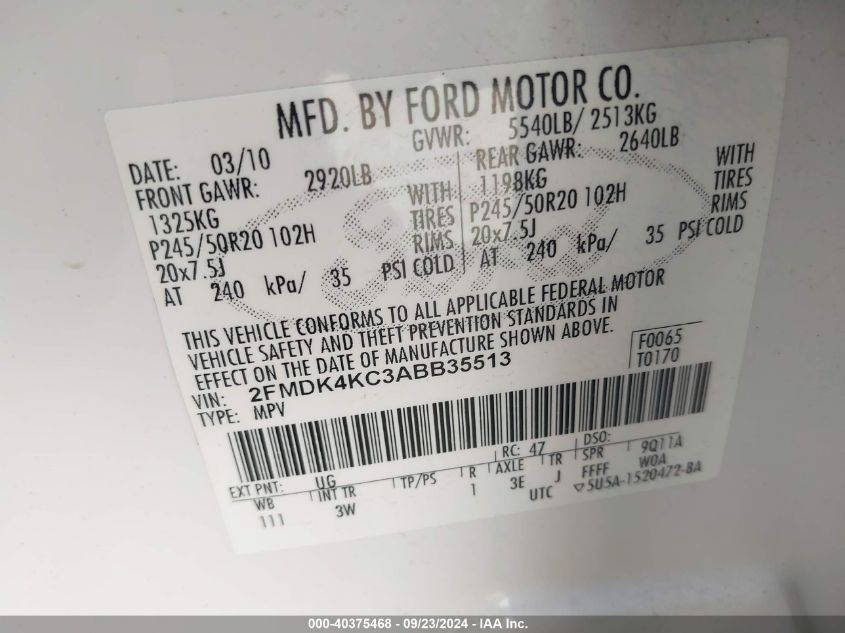 MFD. BY FORD MOTOR CO.
DATE: 03/10 GVWR: 5540LB/ 2513KG
FRONT GAWR: 2920LB REAR GAWR: 2640LB
1325KG WITH 1198KG WITH
P245/50R20 102H TIRES P245/50R20 102H TIRES
20x7.5J RIMS 20x7.5J RIMS
AT 240 kPa/ 35 PSI COLD AT 240 kPa/ 35 PSI COLD
THIS VEHICLE CONFORMS TO ALL APPLICABLE FEDERAL MOTOR
VEHICLE SAFETY AND THEFT PREVENTION STANDARDS IN
EFFECT ON THE DATE OF MANUFACTURE SHOWN ABOVE.
VIN: 2FMDK4KC3ABB35513 F0065
TYPE: MPV T0170
EXT PNT: UG RC: 47 DSO:
WB INT TR TP/PS R AXLE TR SPR 9Q11A
111 3W 1 3E J FFFF W0A
UTC ▽5U5A-1520472-BA
000-40375468 - 09/23/2024 - IAA Inc.